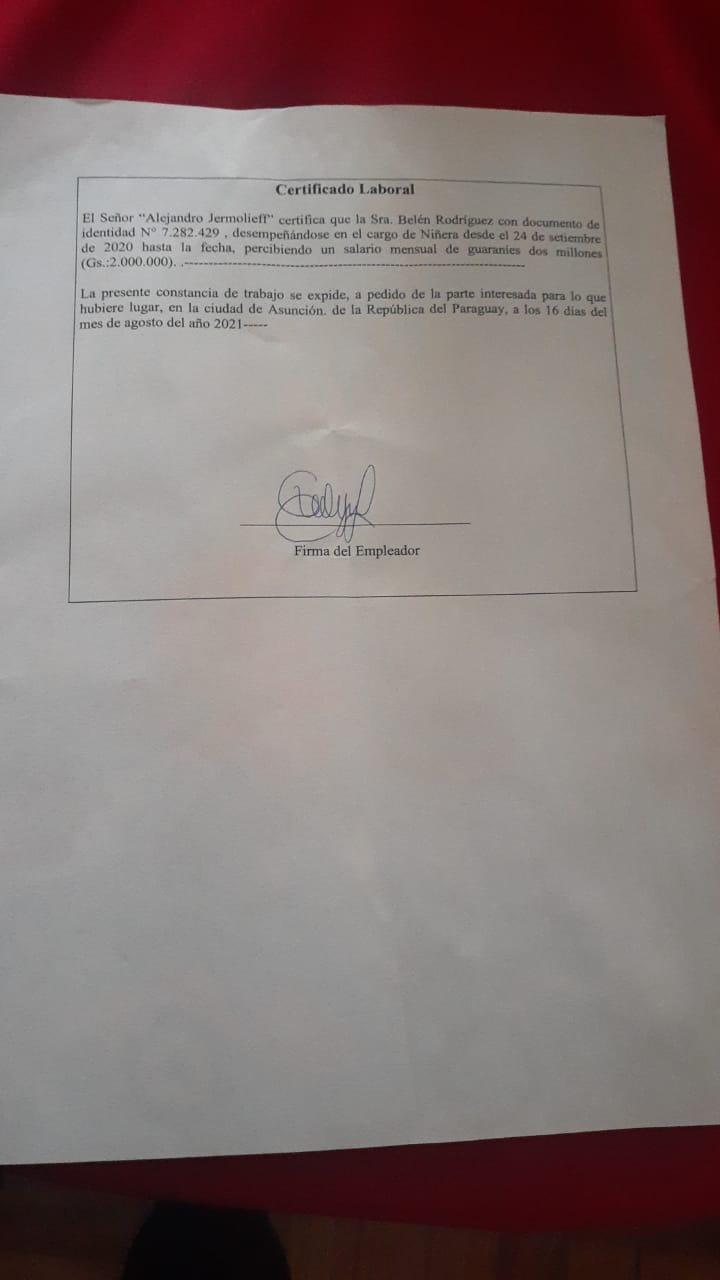 Certificado Laboral
El Señor "Alejandro Jermolieff" certifica que la Sra. Belén Rodríguez con documento de
identidad N° 7.282.429 , desempeñándose en el cargo de Niñera desde el 24 de setiembre
de 2020 hasta la fecha, percibiendo un salario mensual de guaraníes dos millones
(Gs.:2.000.000). .-----------------------------------------------------------------------------
La presente constancia de trabajo se expide, a pedido de la parte interesada para lo que
hubiere lugar, en la ciudad de Asunción. de la República del Paraguay, a los 16 días del
mes de agosto del año 2021-----
Firma del Empleador